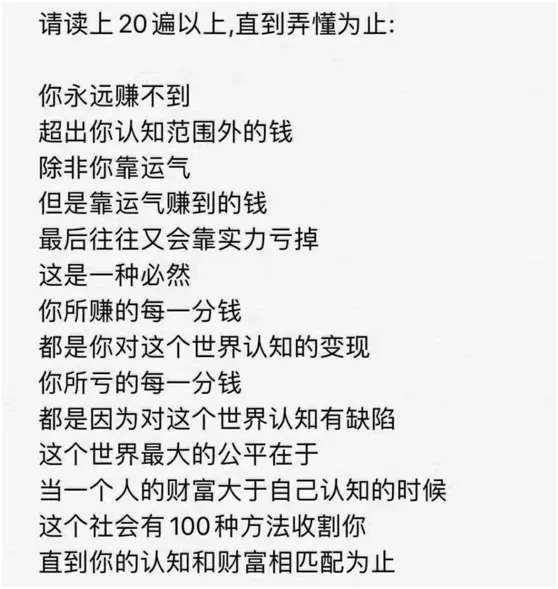 请读上20遍以上,直到弄懂为止:
你永远赚不到
超出你认知范围外的钱
除非你靠运气
但是靠运气赚到的钱
最后往往又会靠实力亏掉
这是一种必然
你所赚的每一分钱
都是你对这个世界认知的变现
你所亏的每一分钱
都是因为对这个世界认知有缺陷
这个世界最大的公平在于
当一个人的财富大于自己认知的时候
这个社会有100种方法收割你
直到你的认知和财富相匹配为止